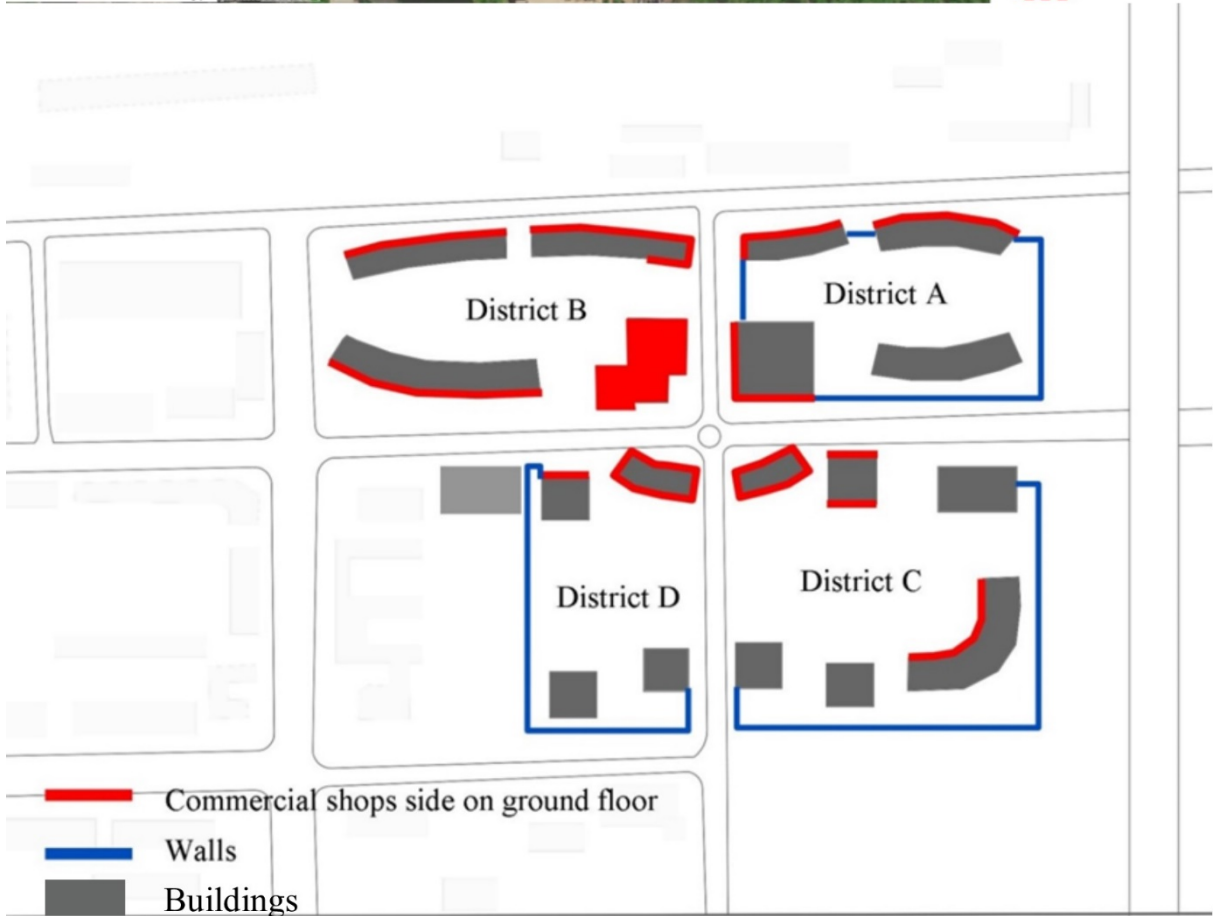 District B
District A
District D
District C
Commercial shops side on ground floor
Walls
Buildings